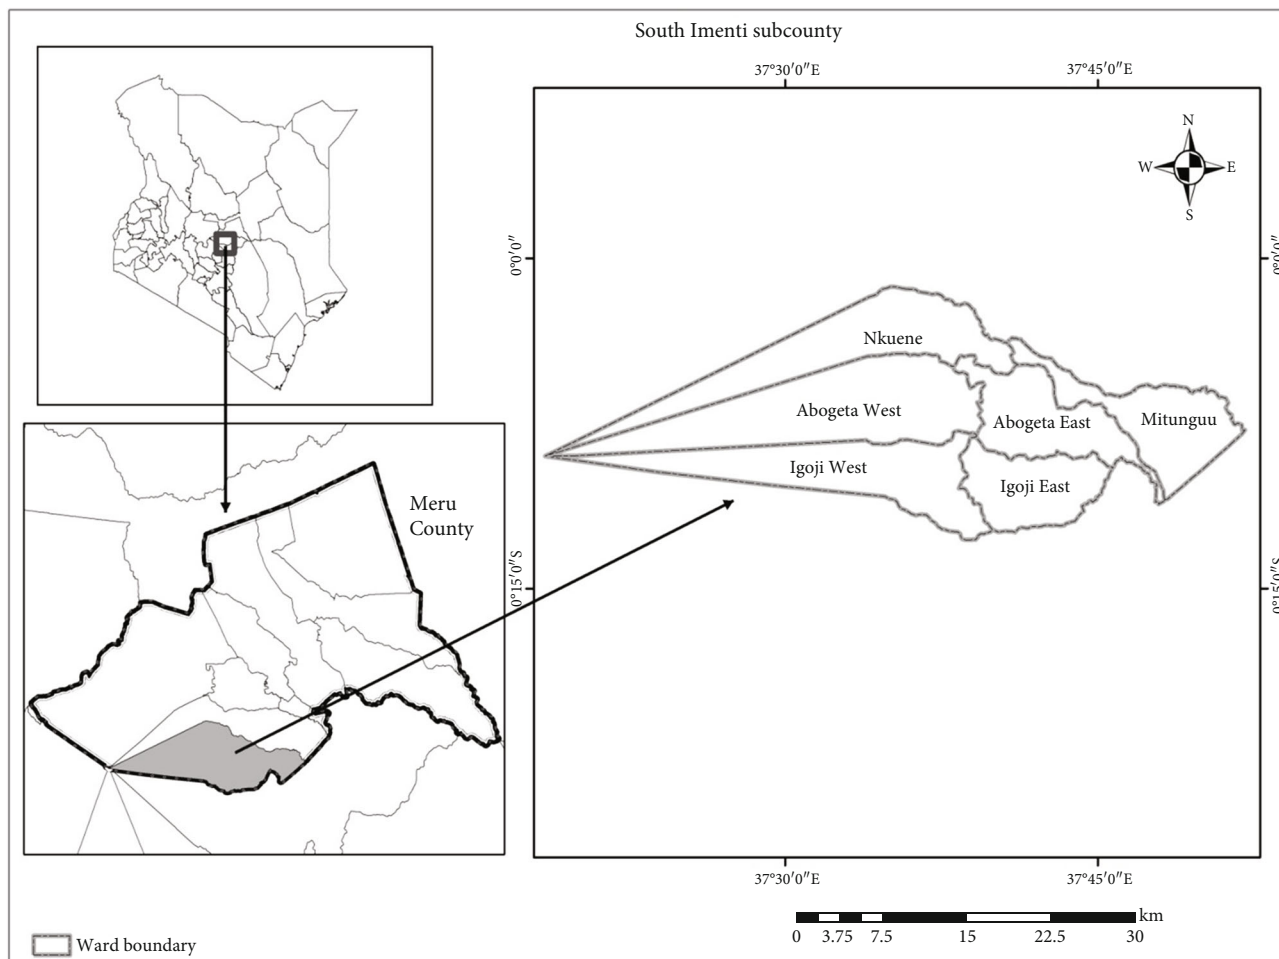 South Imenti subcounty
37°30′0″E
37°45′0″E
N
W
E
S
0°0′0″
0°0′0″
Nkuene
Abogeta West
Abogeta East
Mitunguu
Igoji West
Igoji East
Meru
County
0°15′0″S
0°15′0″S
37°30′0″E
37°45′0″E
km
0 3.75 7.5 15 22.5 30
Ward boundary